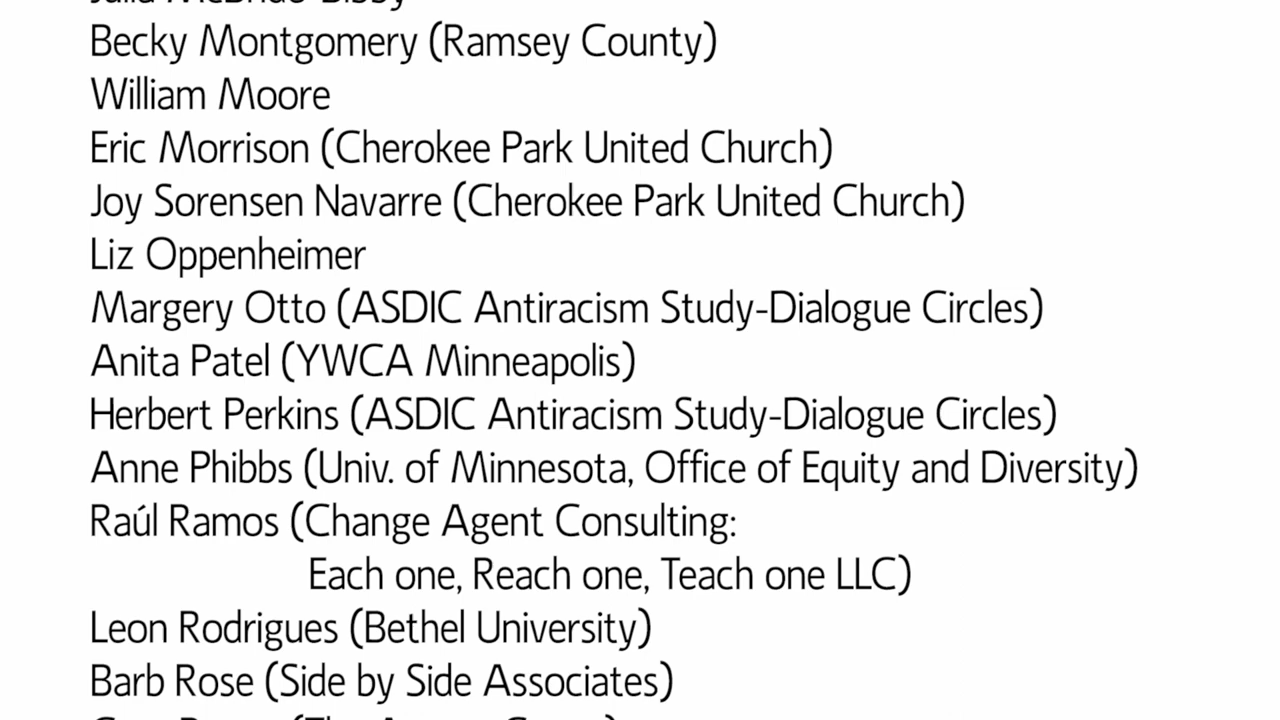 Becky Montgomery (Ramsey County)
William Moore
Eric Morrison (Cherokee Park United Church)
Joy Sorensen Navarre (Cherokee Park United Church)
Liz Oppenheimer
Margery Otto (ASDIC Antiracism Study-Dialogue Circles)
Anita Patel (YWCA Minneapolis)
Herbert Perkins (ASDIC Antiracism Study-Dialogue Circles)
Anne Phibbs (Univ. of Minnesota, Office of Equity and Diversity)
Raúl Ramos (Change Agent Consulting:
Each one, Reach one, Teach one LLC)
Leon Rodrigues (Bethel University)
Barb Rose (Side by Side Associates)